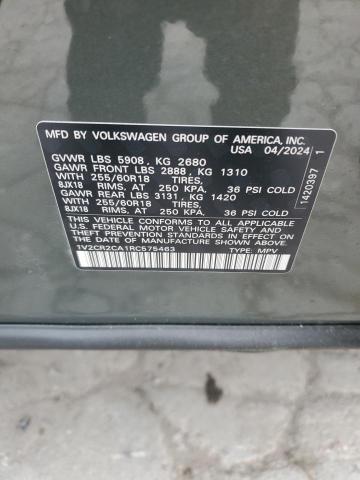 MFD BY VOLKSWAGEN GROUP OF AMERICA, INC.
USA 04/2024
GVWR LBS 5908, KG 2680
GAWR FRONT LBS 2888, KG 1310
WITH 255/60R18 TIRES,
8JX18 RIMS, AT 250 KPA, 36 PSI COLD
GAWR REAR LBS 3131, KG 1420
WITH 255/60R18 TIRES,
8JX18 RIMS, AT 250 KPA, 36 PSI COLD
THIS VEHICLE CONFORMS TO ALL APPLICABLE
U.S. FEDERAL MOTOR VEHICLE SAFETY
STANDARDS IN EFFECT ON THE DATE OF
MANUFACTURE SHOWN ABOVE.
1V2CR2CA1RC575463 TYPE: MPV
1420397 1